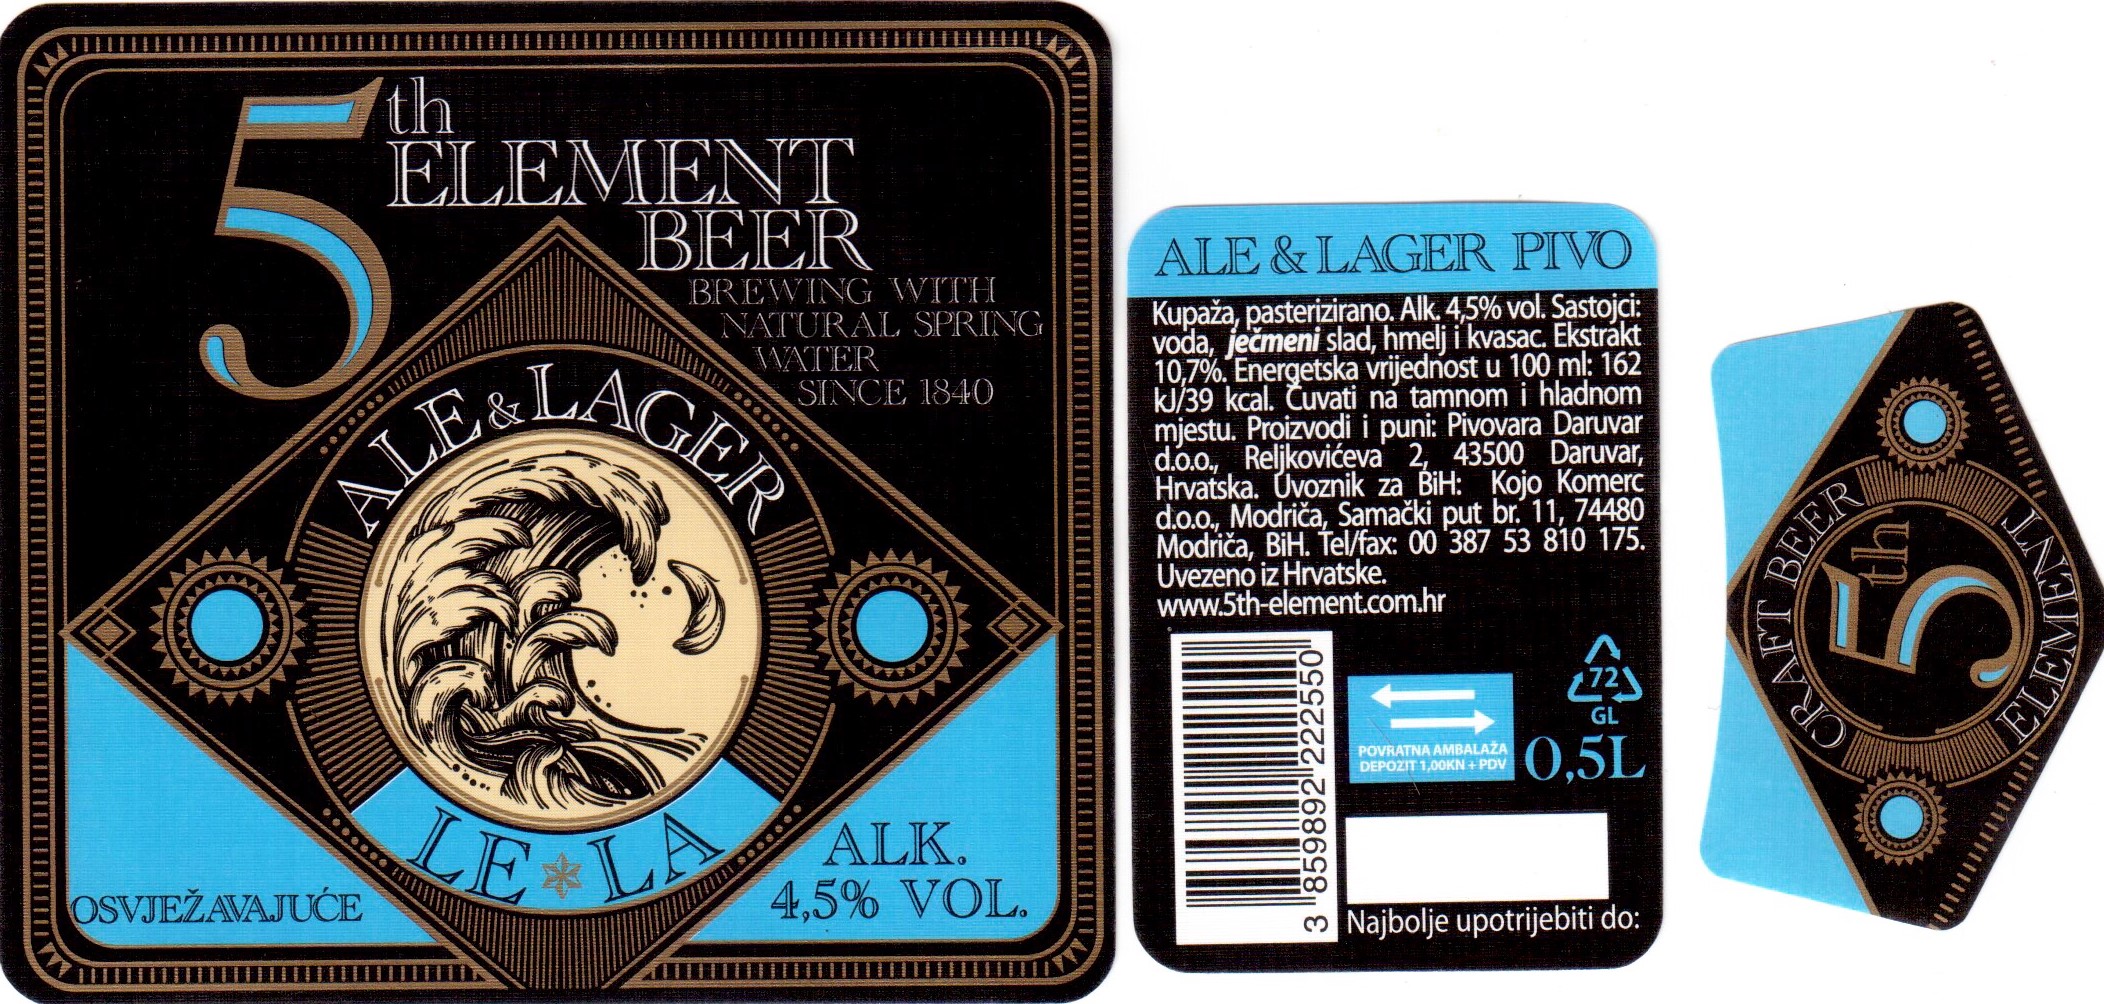 5th
ELEMENT
BEER
BREWING WITH
NATURAL SPRING
WATER
SINCE 1840
ALE & LAGER
LE LA
OSVJEŽAVAJUĆE
ALK.
4,5% VOL.
ALE & LAGER PIVO
Kupaža, pasterizirano. Alk. 4,5% vol. Sastojci:
voda, ječmeni slad, hmelj i kvasac. Ekstrakt
10,7%. Energetska vrijednost u 100 ml: 162
kJ/39 kcal. Čuvati na tamnom i hladnom
mjestu. Proizvodi i puni: Pivovara Daruvar
d.o.o., Reljkovićeva 2, 43500 Daruvar,
Hrvatska. Uvoznik za BiH: Kojo Komerc
d.o.o., Modriča, Samački put br. 11, 74480
Modriča, BiH. Tel/fax: 00 387 53 810 175.
Uvezeno iz Hrvatske.
www.5th-element.com.hr
3 859892 222550
POVRATNA AMBALAŽA
DEPOZIT 1,00KN + PDV
72
GL
0,5L
Najbolje upotrijebiti do:
CRAFT BEER
5th
ELEMENT